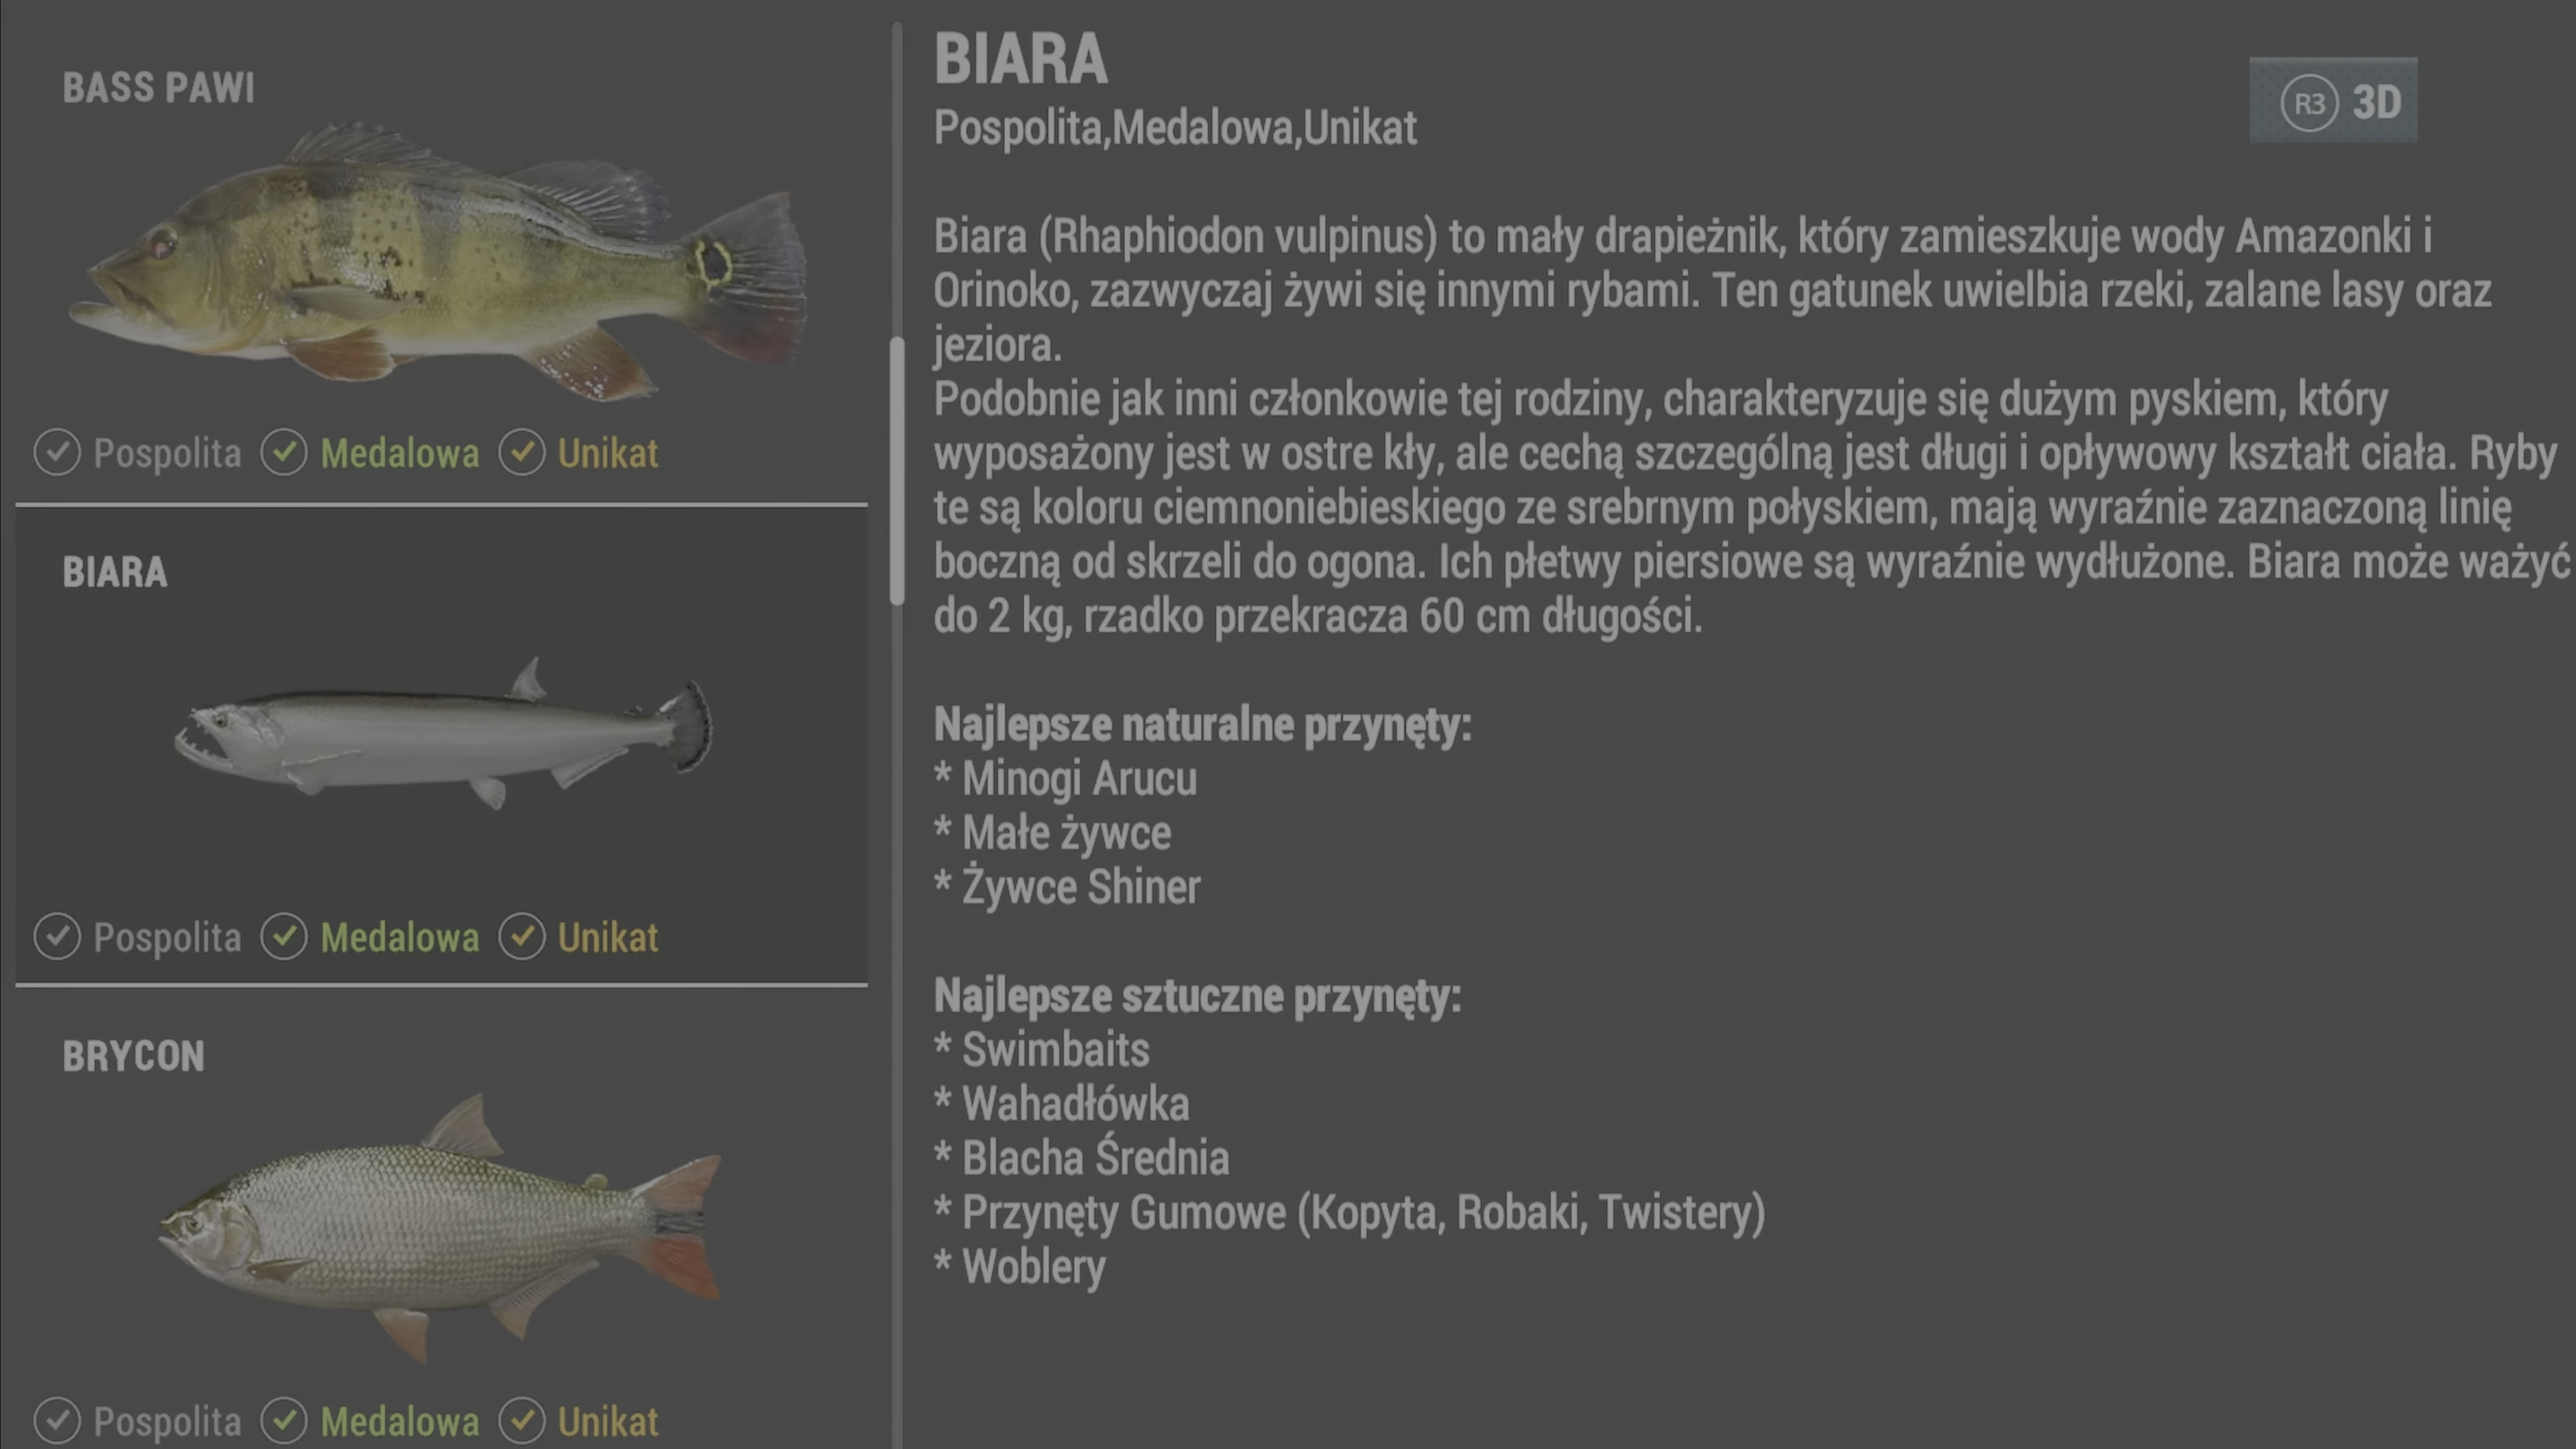 BASS PAWI
Pospolita Medalowa Unikat
BIARA
Pospolita Medalowa Unikat
BRYCON
Pospolita Medalowa Unikat
BIARA
Pospolita,Medalowa,Unikat
R3 3D
Biara (Rhaphiodon vulpinus) to mały drapieżnik, który zamieszkuje wody Amazonki i
Orinoko, zazwyczaj żywi się innymi rybami. Ten gatunek uwielbia rzeki, zalane lasy oraz
jeziora.
Podobnie jak inni członkowie tej rodziny, charakteryzuje się dużym pyskiem, który
wyposażony jest w ostre kły, ale cechą szczególną jest długi i opływowy kształt ciała. Ryby
te są koloru ciemnoniebieskiego ze srebrnym połyskiem, mają wyraźnie zaznaczoną linię
boczną od skrzeli do ogona. Ich płetwy piersiowe są wyraźnie wydłużone. Biara może ważyć
do 2 kg, rzadko przekracza 60 cm długości.
Najlepsze naturalne przynęty:
* Minogi Arucu
* Małe żywce
* Żywce Shiner
Najlepsze sztuczne przynęty:
* Swimbaits
* Wahadłówka
* Blacha Średnia
* Przynęty Gumowe (Kopyta, Robaki, Twistery)
* Woblery